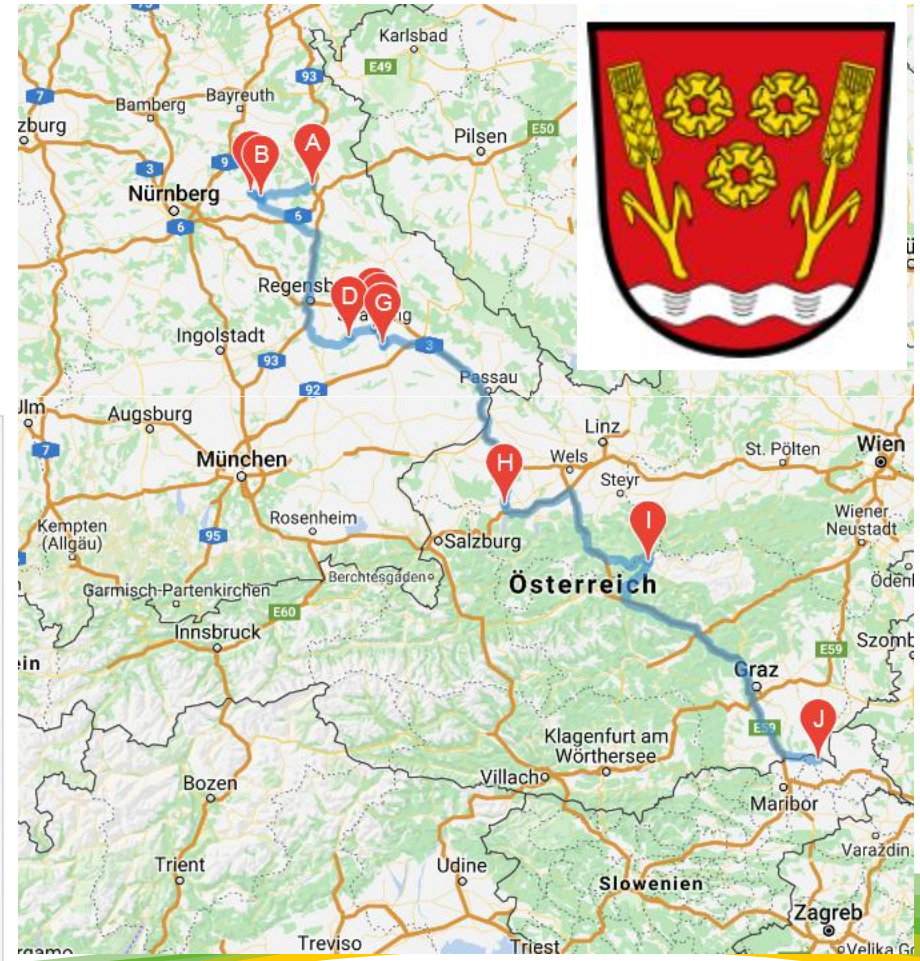 Karlsbad
E49
93
7
Bamberg
Bayreuth
zburg
Pilsen
E50
3
9
B
A
Nürnberg
6
6
Regensb
D
G
Ingolstadt
93
3
92
Passau
Ulm
Augsburg
Linz
7
München
H
Wels
St. Pölten
Wien
Steyr
Kempten
(Allgäu)
95
Rosenheim
Salzburg
I
Wiener
Neustadt
Berchtesgaden
Österreich
Garmisch-Partenkirchen
E60
Innsbruck
E59
Szomb
ein
Graz
J
E59
Klagenfurt am
Wörthersee
Villach
Bozen
Maribor
Varaždin
Trient
Udine
Slowenien
Zagreb
Treviso
Triest
Velika Go